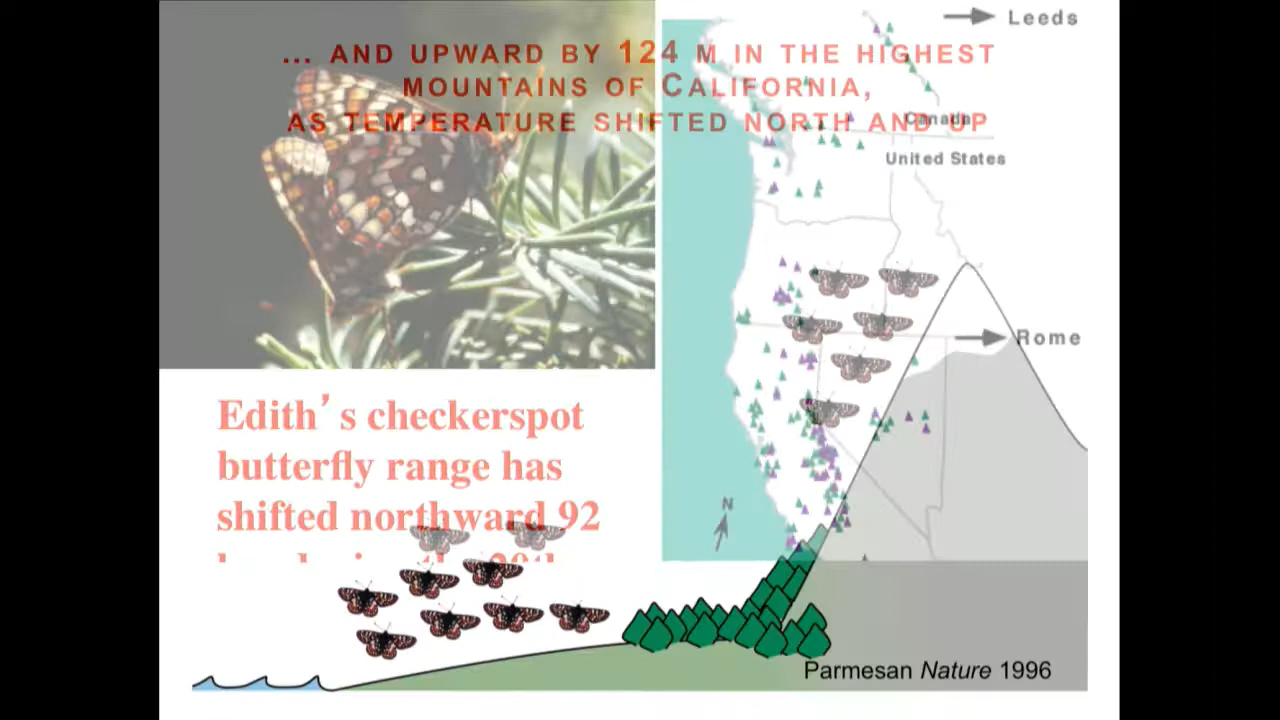 ... AND UPWARD BY 124 M IN THE HIGHEST
MOUNTAINS OF CALIFORNIA,
AS TEMPERATURE SHIFTED NORTH AND UP
Leeds
Canada
United States
Rome
N
Edith's checkerspot
butterfly range has
shifted northward 92
Parmesan Nature 1996